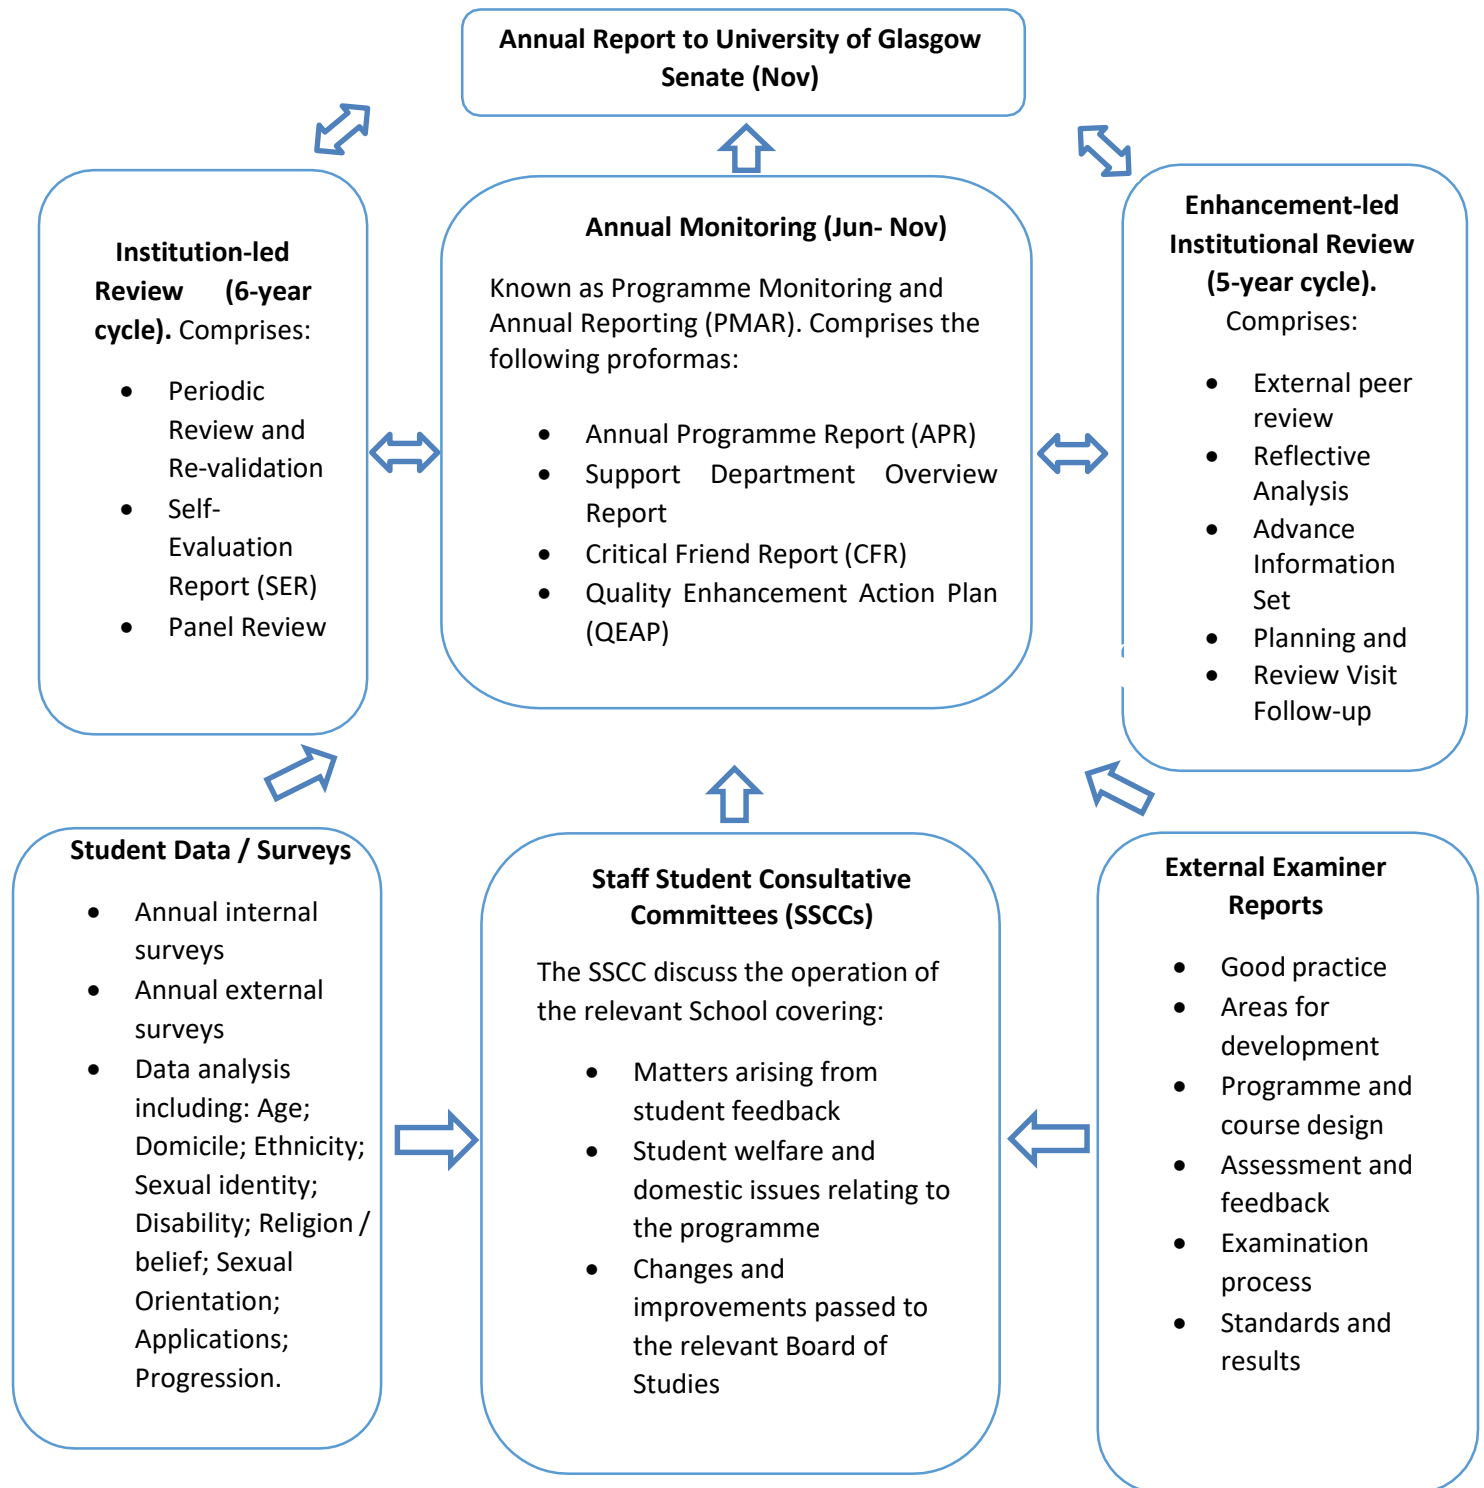 Annual Report to University of Glasgow
Senate (Nov)
Institution-led
Review (6-year
cycle). Comprises:
• Periodic
Review and
Re-validation
• Self-
Evaluation
Report (SER)
• Panel Review
Annual Monitoring (Jun- Nov)
Known as Programme Monitoring and
Annual Reporting (PMAR). Comprises the
following proformas:
• Annual Programme Report (APR)
• Support Department Overview
Report
• Critical Friend Report (CFR)
• Quality Enhancement Action Plan
(QEAP)
Enhancement-led
Institutional Review
(5-year cycle).
Comprises:
• External peer
review
• Reflective
Analysis
• Advance
Information
Set
• Planning and
• Review Visit
Follow-up
Student Data / Surveys
• Annual internal
surveys
• Annual external
surveys
• Data analysis
including: Age;
Domicile; Ethnicity;
Sexual identity;
Disability; Religion /
belief; Sexual
Orientation;
Applications;
Progression.
Staff Student Consultative
Committees (SSCCs)
The SSCC discuss the operation of
the relevant School covering:
• Matters arising from
student feedback
• Student welfare and
domestic issues relating to
the programme
• Changes and
improvements passed to
the relevant Board of
Studies
External Examiner
Reports
• Good practice
• Areas for
development
• Programme and
course design
• Assessment and
feedback
• Examination
process
• Standards and
results